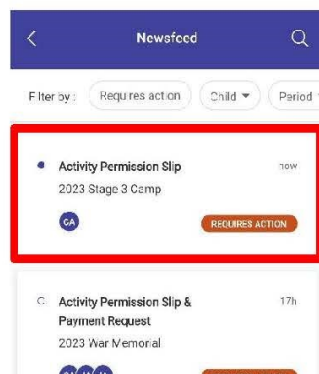 Newsfeed
Filter by: Requires action Child Period
Activity Permission Slip now
2023 Stage 3 Camp
CA REQUIRES ACTION
Activity Permission Slip & 17h
Payment Request
2023 War Memorial